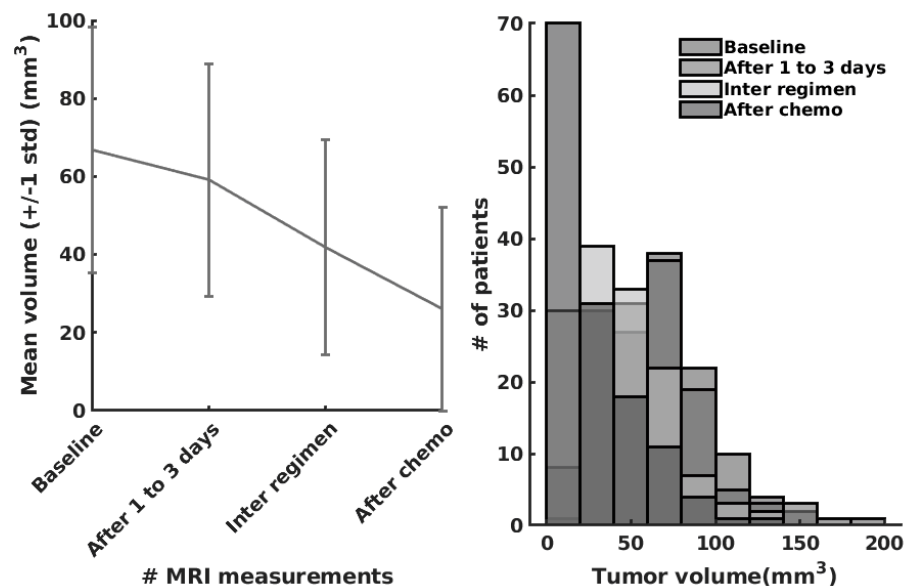 100
80
60
40
20
0
Mean volume (+/-1 std) (mm³)
Baseline
After 1 to 3 days
Inter regimen
After chemo
# MRI measurements
70
60
50
40
30
20
10
0
# of patients
Baseline
After 1 to 3 days
Inter regimen
After chemo
0 50 100 150 200
Tumor volume(mm³)